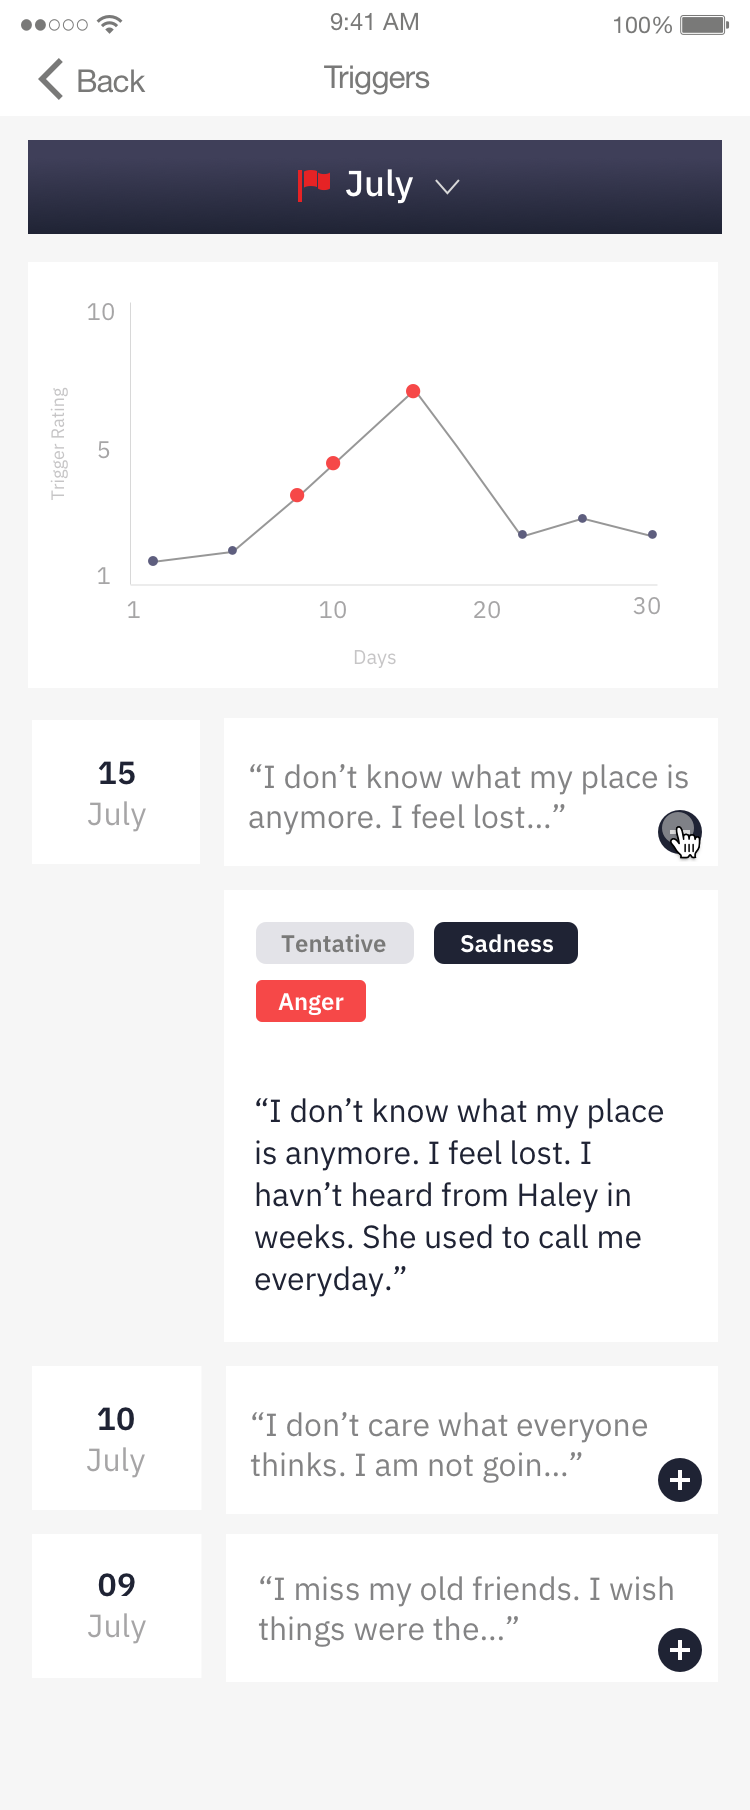 9:41 AM
100%
Back
Triggers
July
10
5
1
Trigger Rating
1
10
20
30
Days
15
July
“I don’t know what my place is
anymore. I feel lost...”
Tentative
Sadness
Anger
“I don’t know what my place
is anymore. I feel lost. I
havn’t heard from Haley in
weeks. She used to call me
everyday.”
10
July
“I don’t care what everyone
thinks. I am not goin...”
09
July
“I miss my old friends. I wish
things were the...”